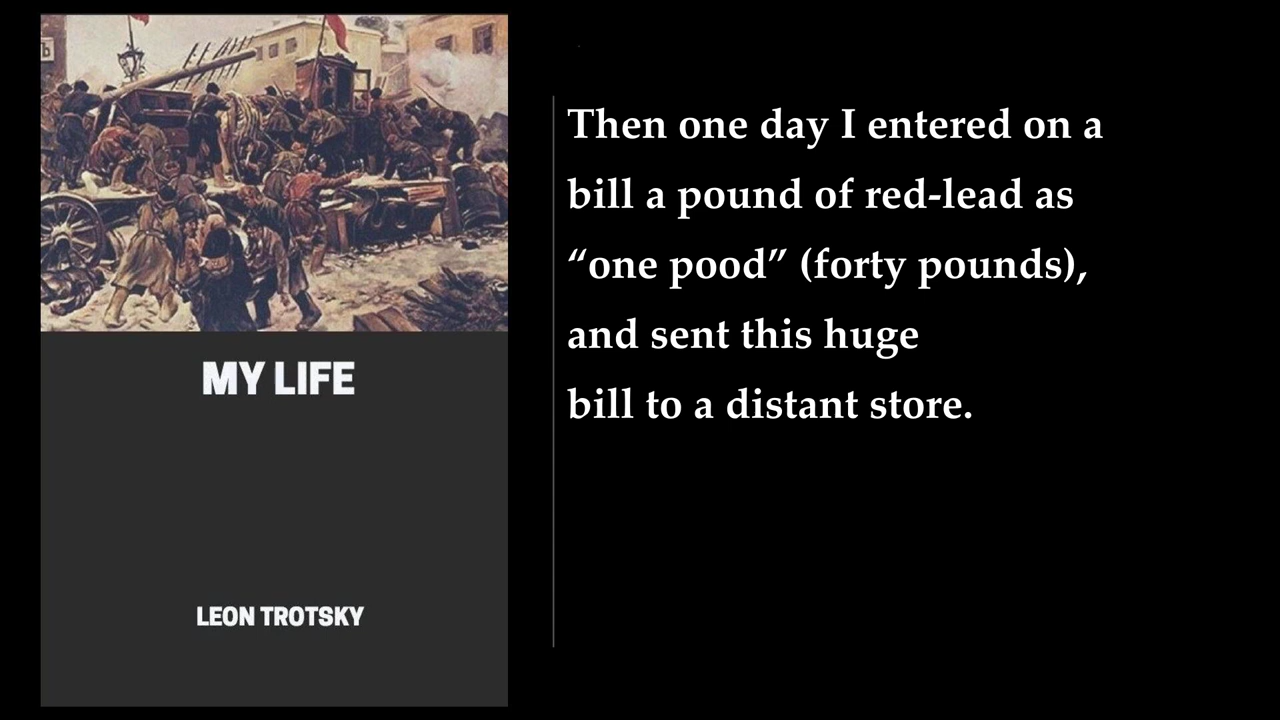 Ъ
MY LIFE
LEON TROTSKY
Then one day I entered on a
bill a pound of red-lead as
“one pood” (forty pounds),
and sent this huge
bill to a distant store.